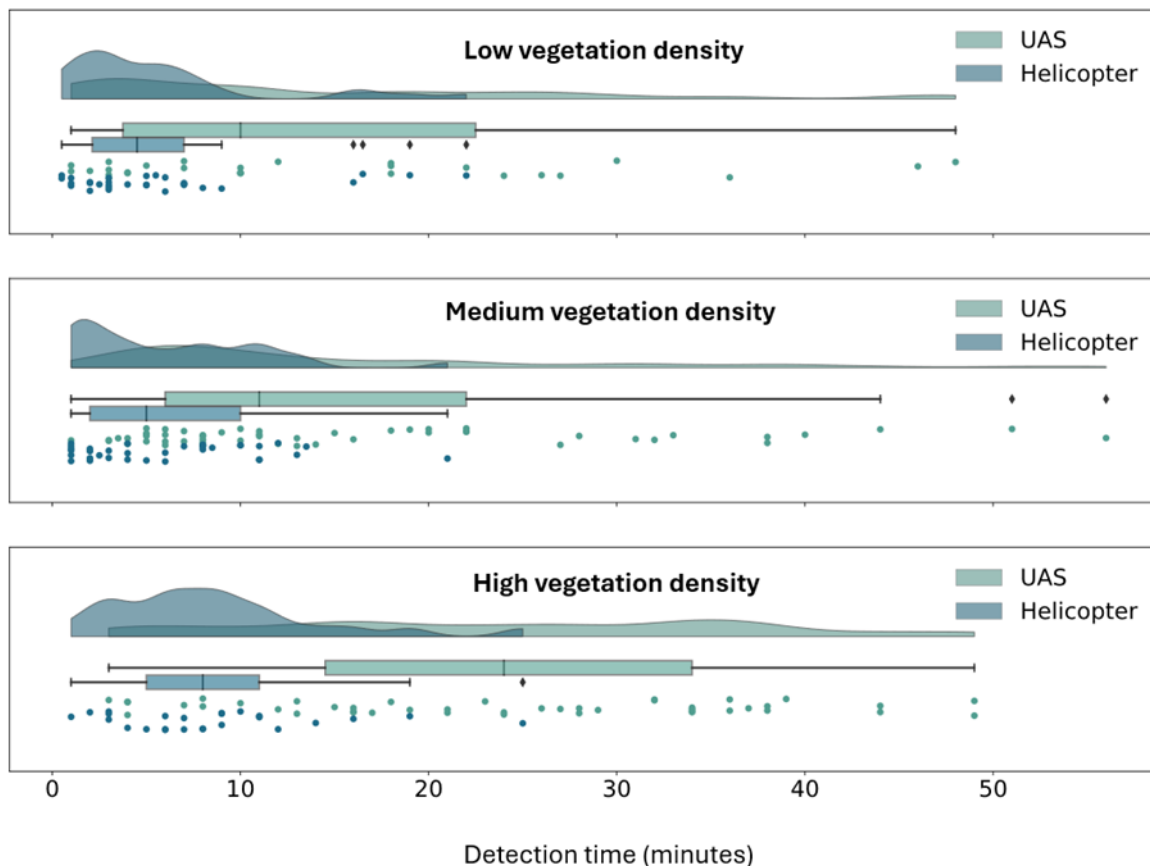 Low vegetation density
UAS
Helicopter
Medium vegetation density
UAS
Helicopter
High vegetation density
UAS
Helicopter
0 10 20 30 40 50
Detection time (minutes)